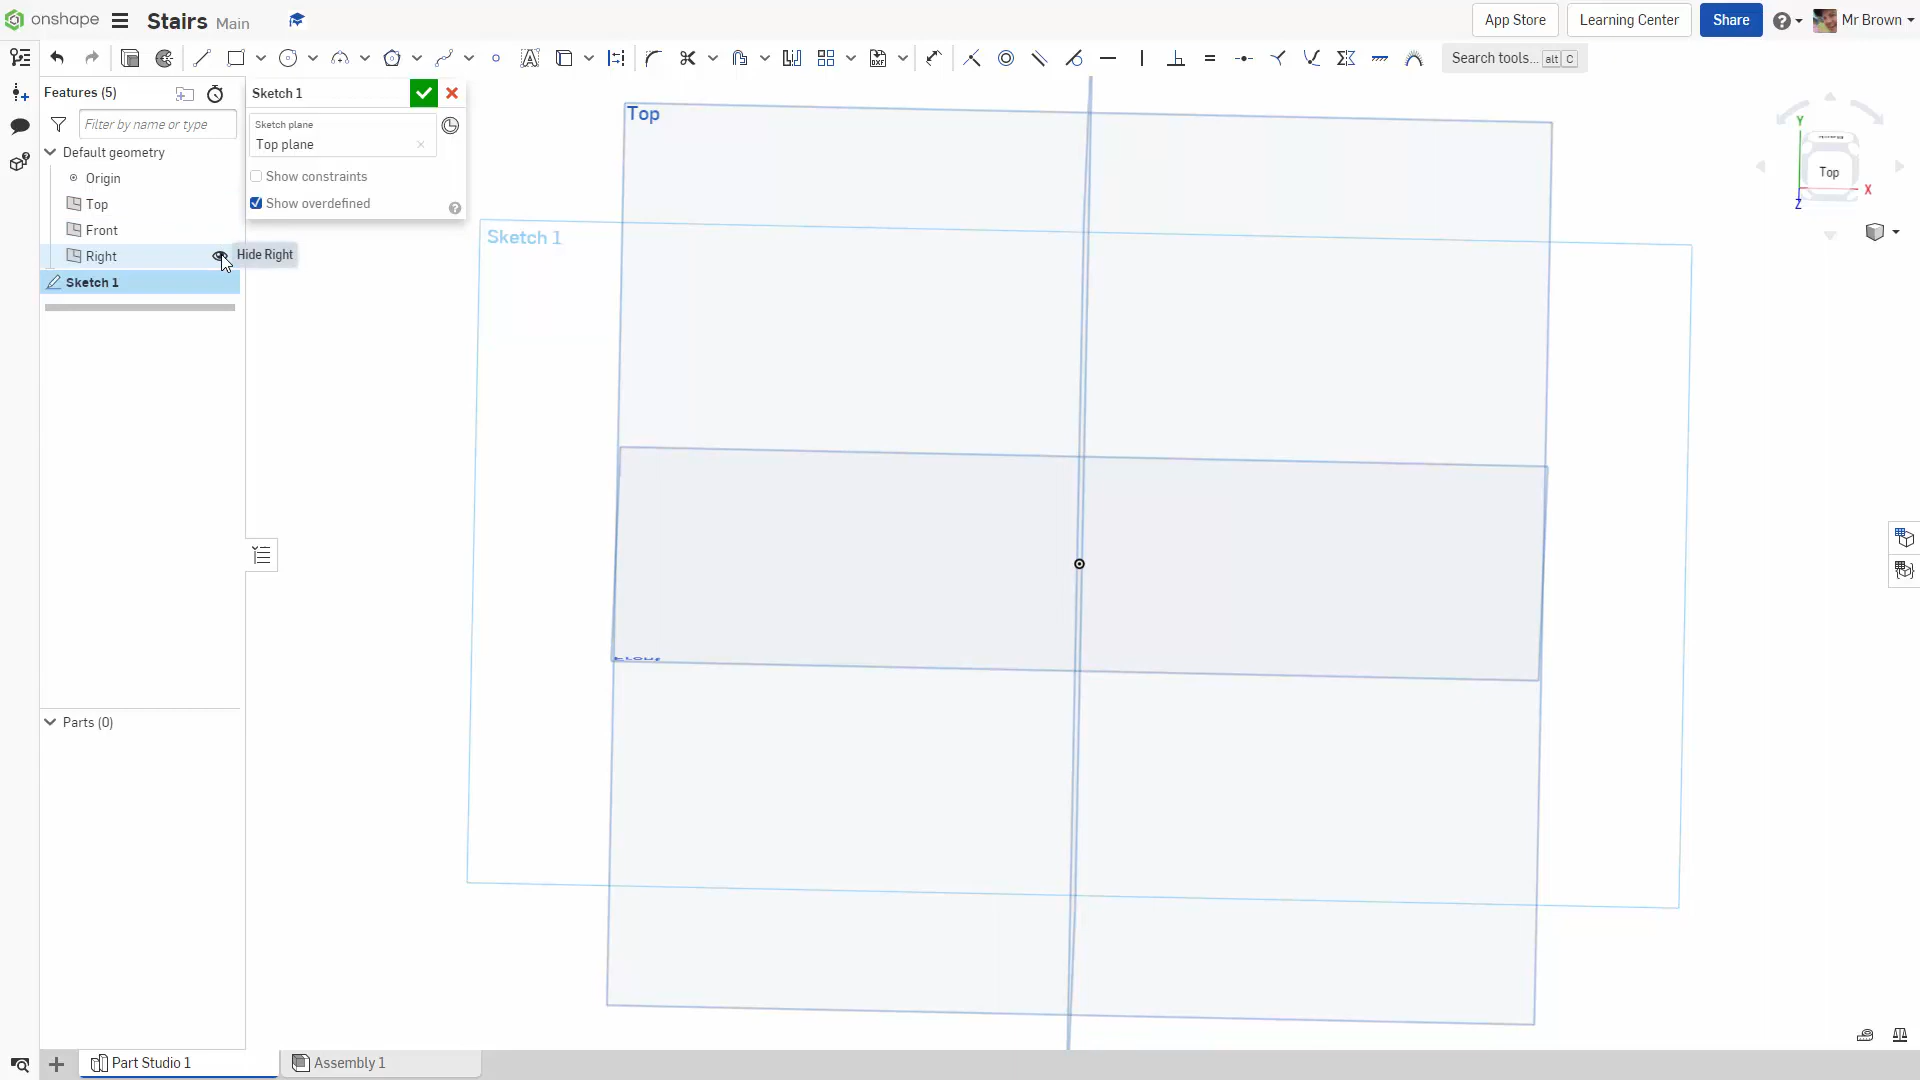 onshape Stairs Main
App Store Learning Center Share Mr Brown
Search tools... alt C
Features (5)
Filter by name or type
Default geometry
Origin
Top
Front
Right
Hide Right
Sketch 1
Sketch 1
Sketch plane
Top plane
Show constraints
Show overdefined
Top
Sketch 1
Y
Top
X
Z
Parts (0)
Part Studio 1
Assembly 1